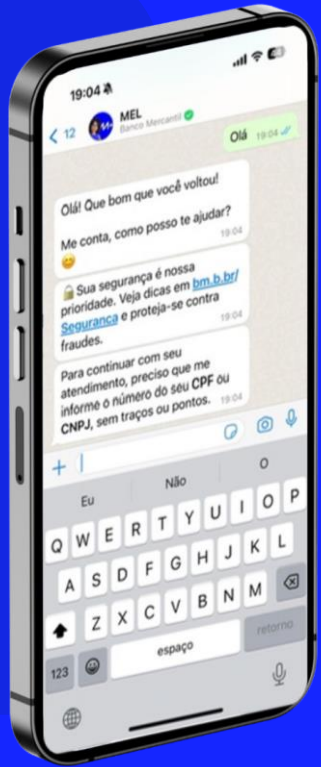 19:04
12
MEL
Banco Mercantil
Olá 19:04
Olá! Que bom que você voltou!
Me conta, como posso te ajudar?
19:04
Sua segurança é nossa
prioridade. Veja dicas em bm.b.br/
Seguranca e proteja-se contra
fraudes.
19:04
Para continuar com seu
atendimento, preciso que me
informe o número do seu CPF ou
CNPJ, sem traços ou pontos. 19:04
Eu Não O
Q W E R T Y U I O P
A S D F G H J K L
Z X C V B N M
123 espaço retorno